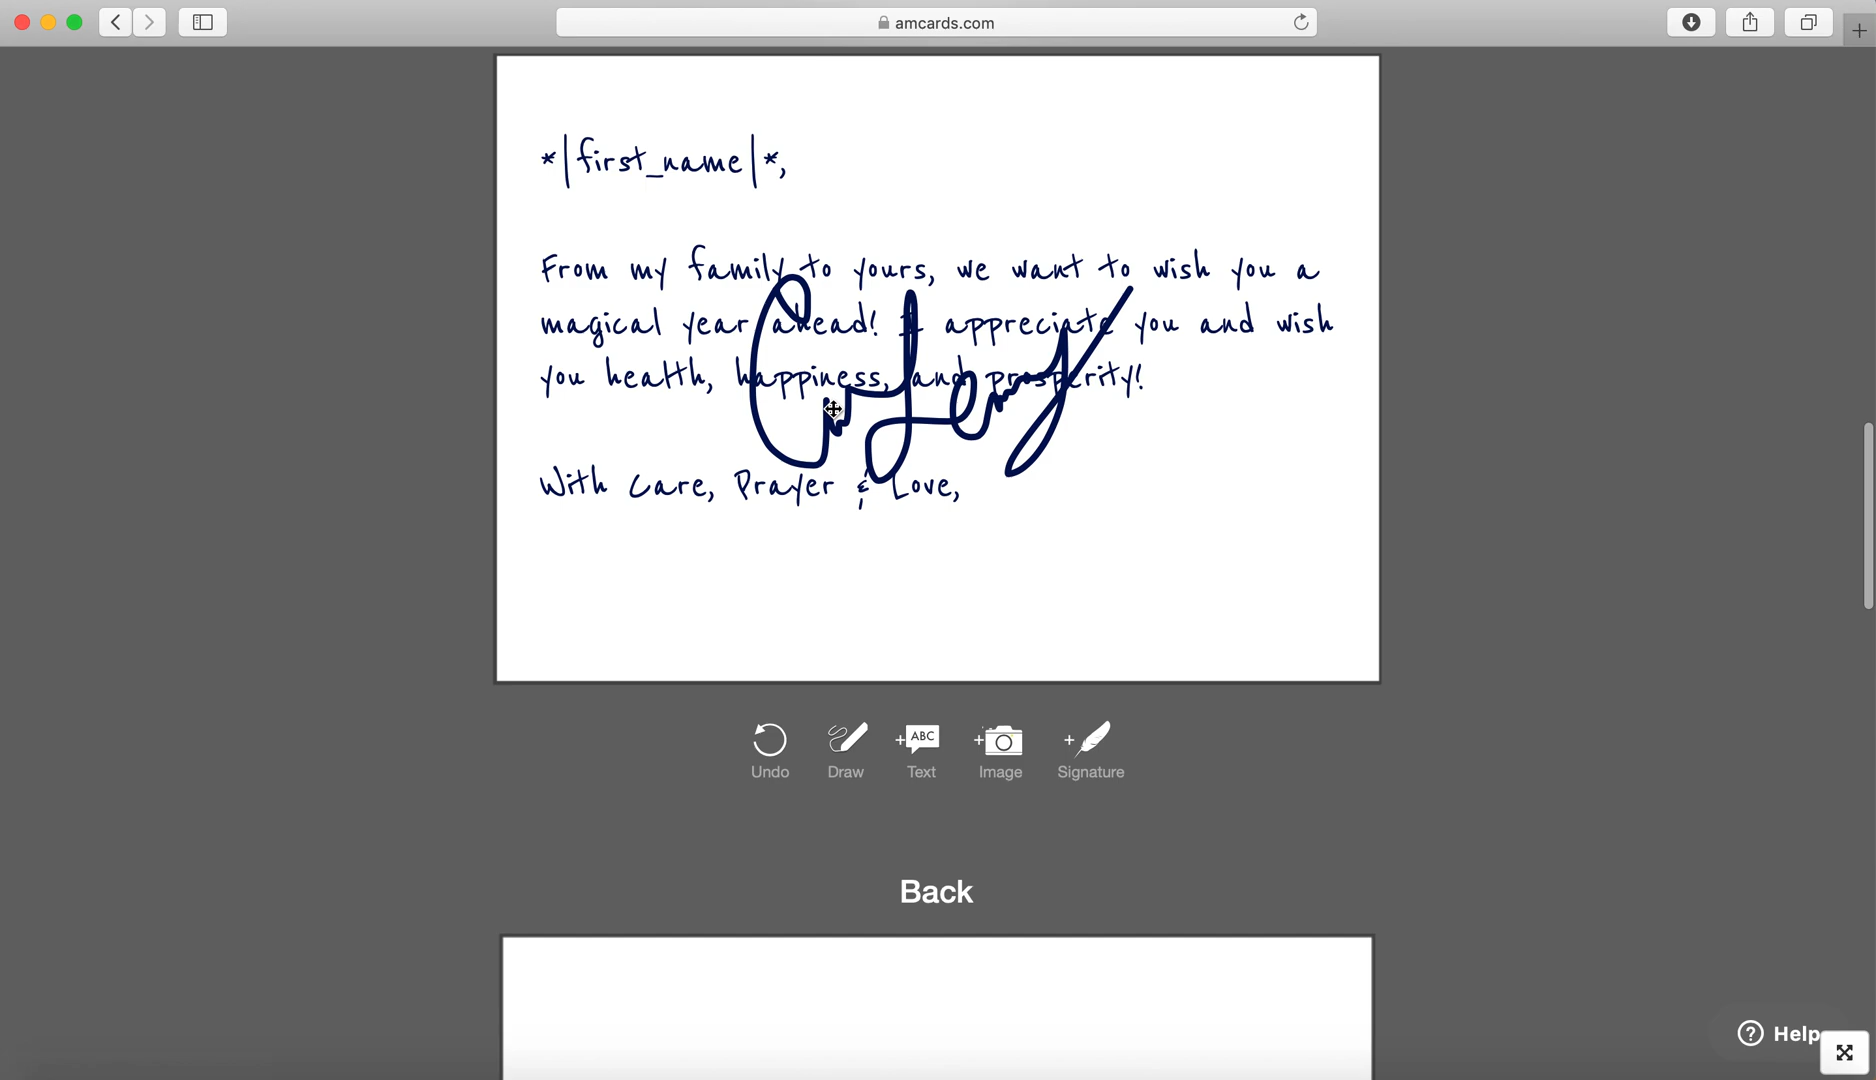 amcards.com
*|first_name|*,
From my family to yours, we want to wish you a
magical year ahead! I appreciate you and wish
you health, happiness, and prosperity!
With Care, Prayer & Love,
Undo
Draw
+ ABC
Text
+
Image
+
Signature
Back
? Help